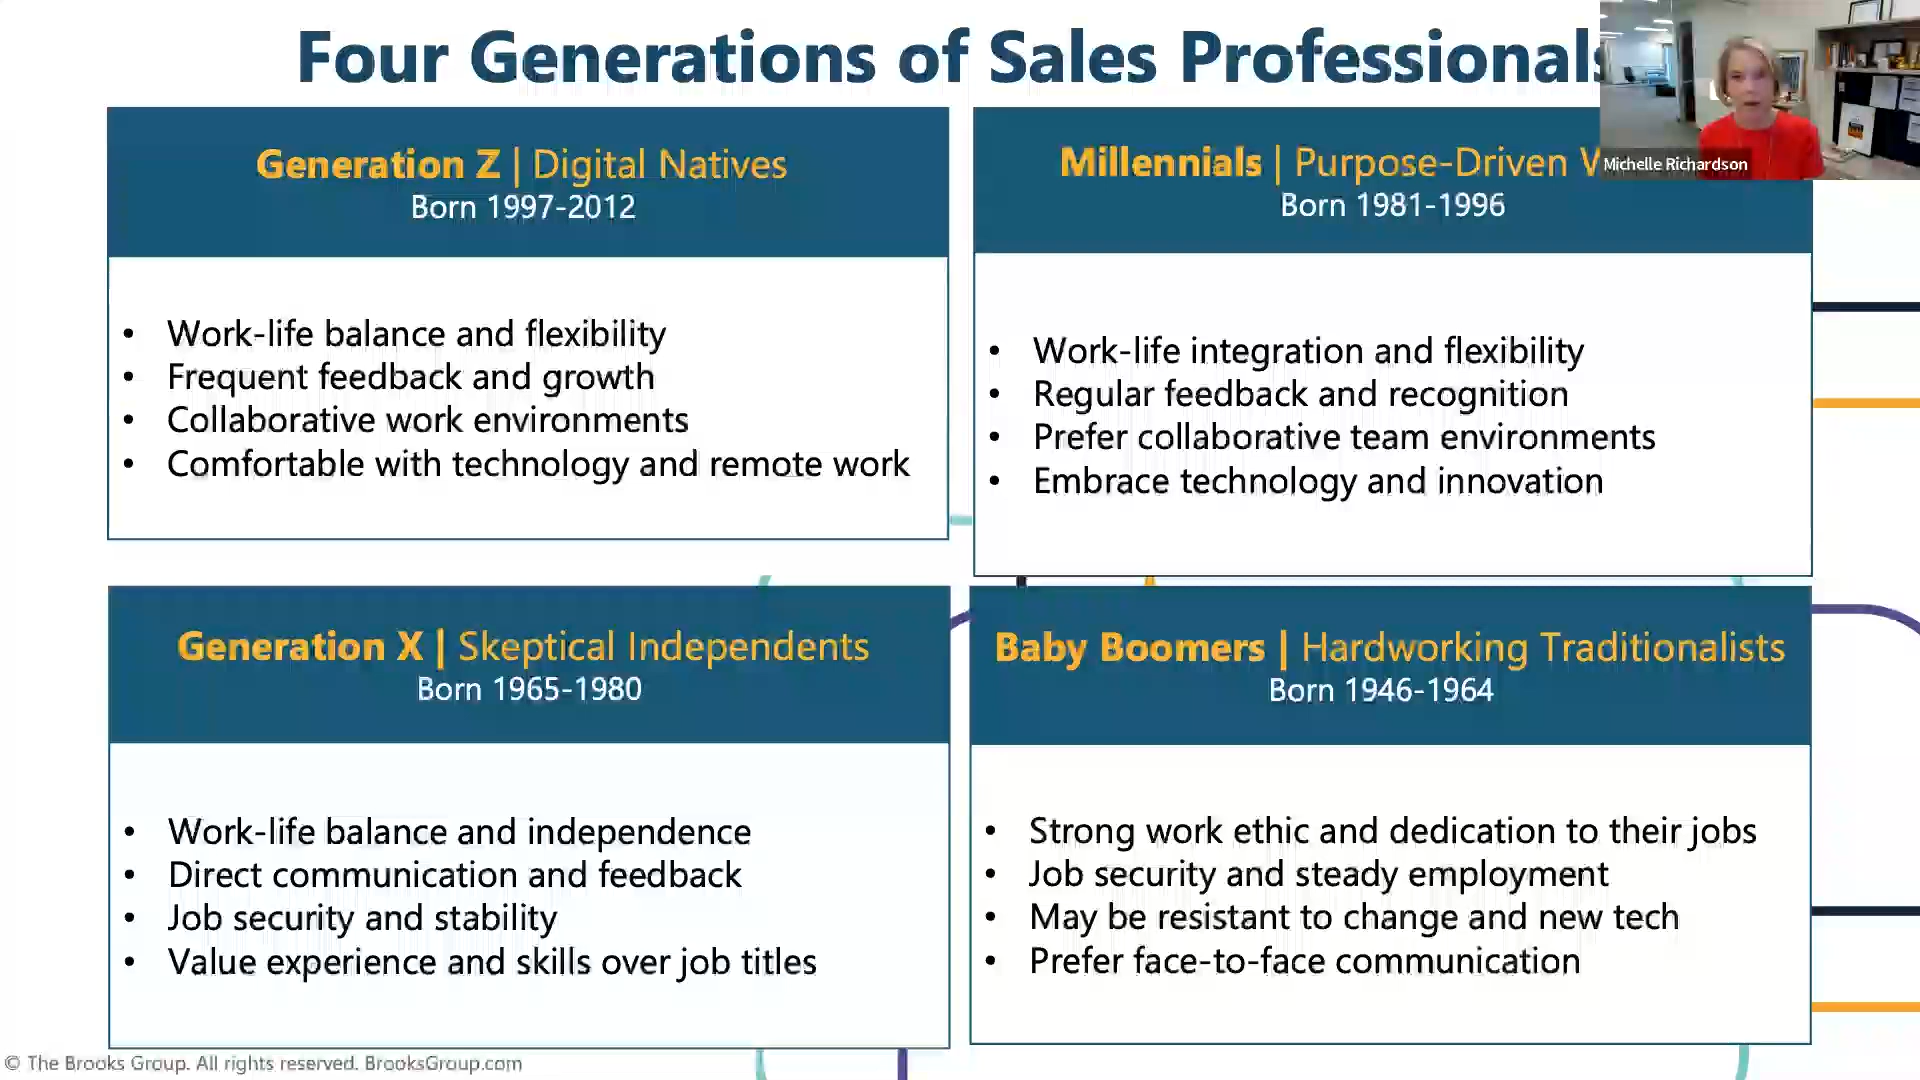 Four Generations of Sales Professionals
Michelle Richardson
Generation Z | Digital Natives
Born 1997-2012
• Work-life balance and flexibility
• Frequent feedback and growth
• Collaborative work environments
• Comfortable with technology and remote work
Millennials | Purpose-Driven
Born 1981-1996
• Work-life integration and flexibility
• Regular feedback and recognition
• Prefer collaborative team environments
• Embrace technology and innovation
Generation X | Skeptical Independents
Born 1965-1980
• Work-life balance and independence
• Direct communication and feedback
• Job security and stability
• Value experience and skills over job titles
Baby Boomers | Hardworking Traditionalists
Born 1946-1964
• Strong work ethic and dedication to their jobs
• Job security and steady employment
• May be resistant to change and new tech
• Prefer face-to-face communication
© The Brooks Group. All rights reserved. BrooksGroup.com